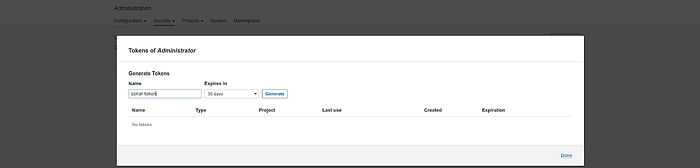 Administration
Configuration Security Projects System Marketplace
Tokens of Administrator
Generate Tokens
Name Expires in
sonar-token 30 days Generate
Name Type Project Last use Created Expiration
No tokens
Done